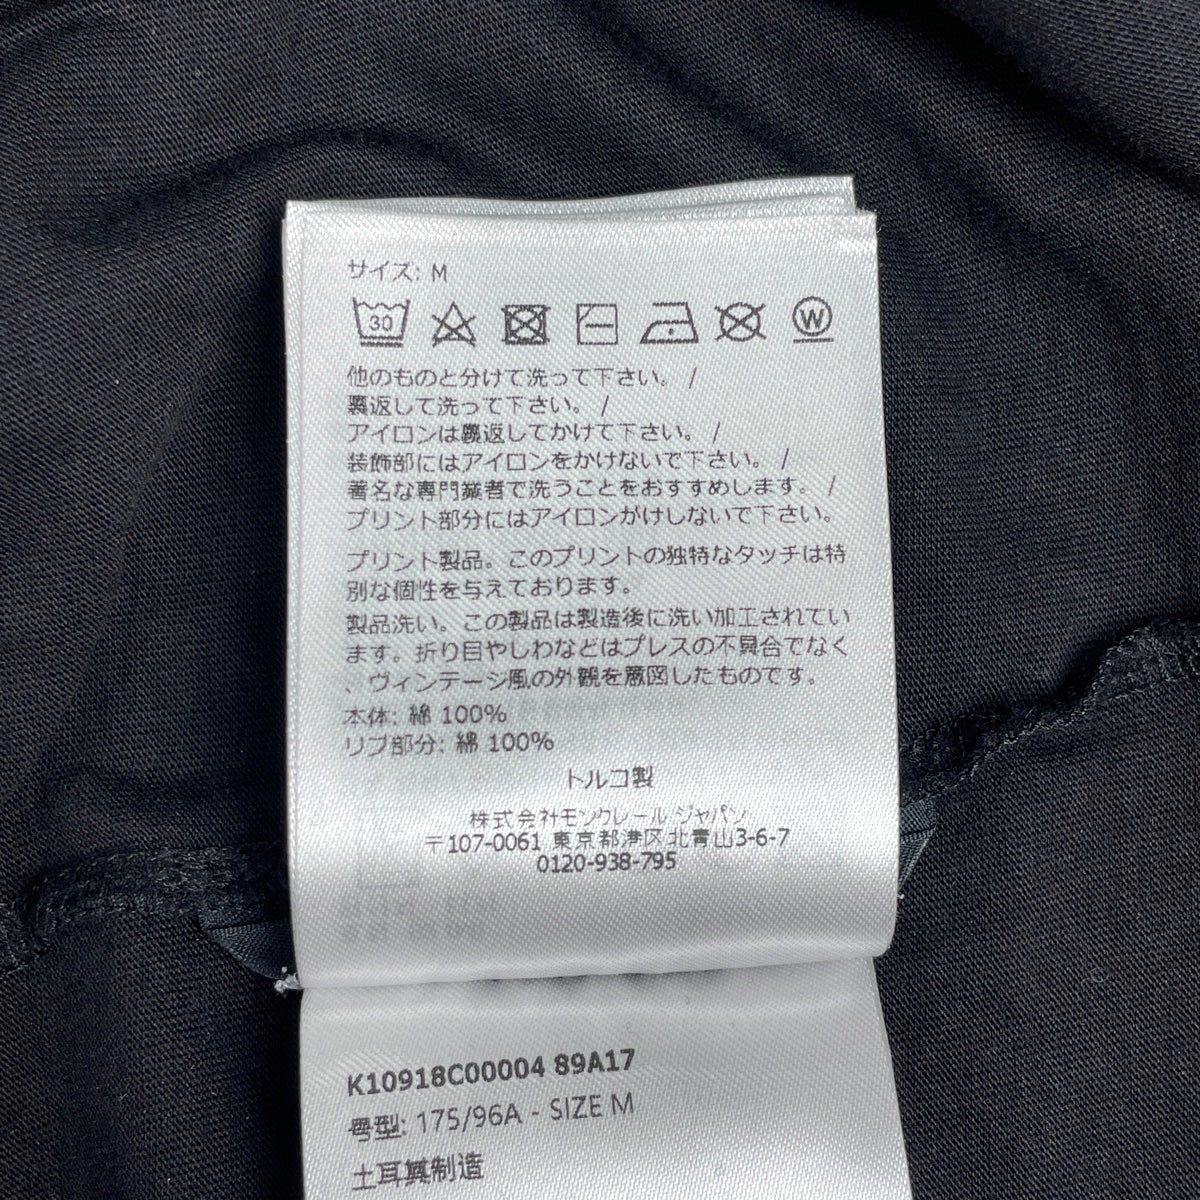 サイズ: M
30
W
他のものと分けて洗って下さい。 /
裏返して洗って下さい。 /
アイロンは裏返してかけて下さい。 /
装飾部にはアイロンをかけないで下さい。 /
著名な専門業者で洗うことをおすすめします。 /
プリント部分にはアイロンがけしないで下さい。
プリント製品。このプリントの独特なタッチは特
別な個性を与えております。
製品洗い。この製品は製造後に洗い加工されてい
ます。折り目やしわなどはプレスの不具合でなく
、ヴィンテージ風の外観を意図したものです。
本体: 綿 100%
リブ部分: 綿 100%
トルコ製
株式会社モンクレール ジャパン
〒107-0061 東京都港区北青山3-6-7
0120-938-795
K10918C00004 89A17
号型: 175/96A - SIZE M
土耳其制造